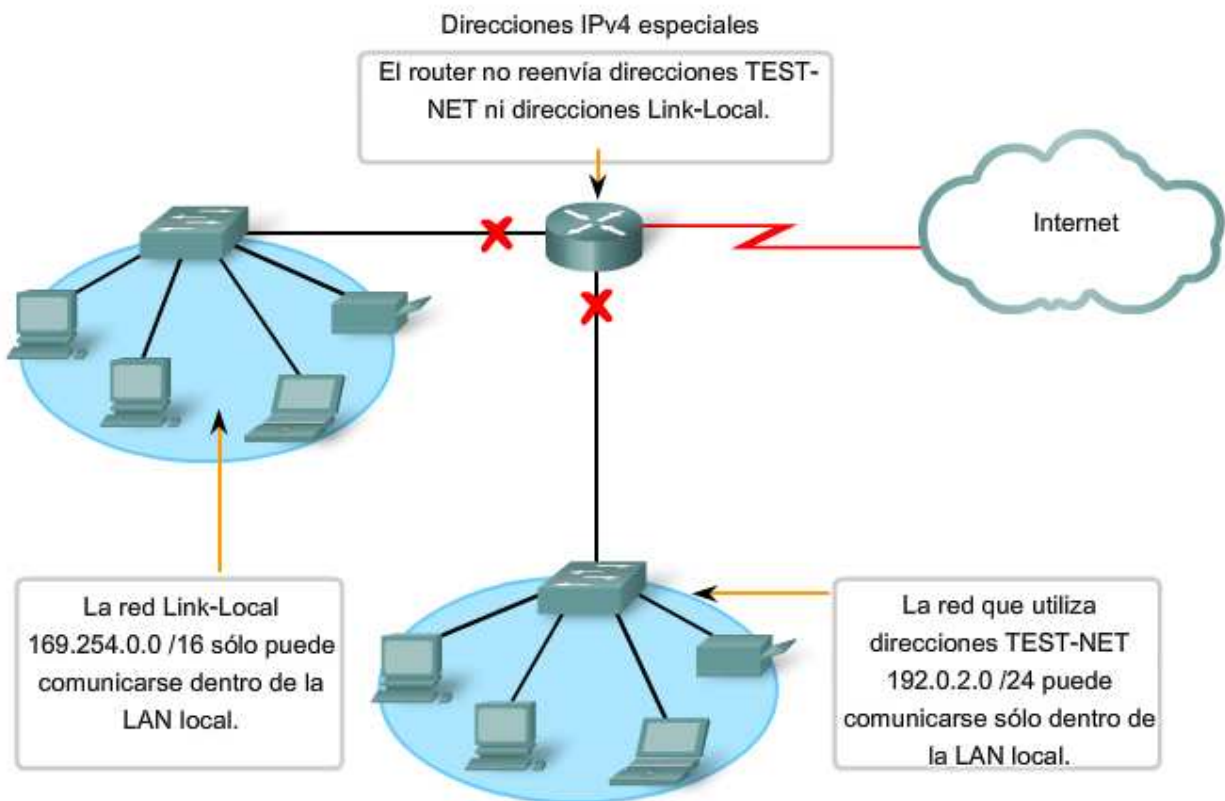 Direcciones IPv4 especiales
El router no reenvía direcciones TEST-
NET ni direcciones Link-Local.
Internet
La red Link-Local
169.254.0.0 /16 sólo puede
comunicarse dentro de la
LAN local.
La red que utiliza
direcciones TEST-NET
192.0.2.0 /24 puede
comunicarse sólo dentro de
la LAN local.